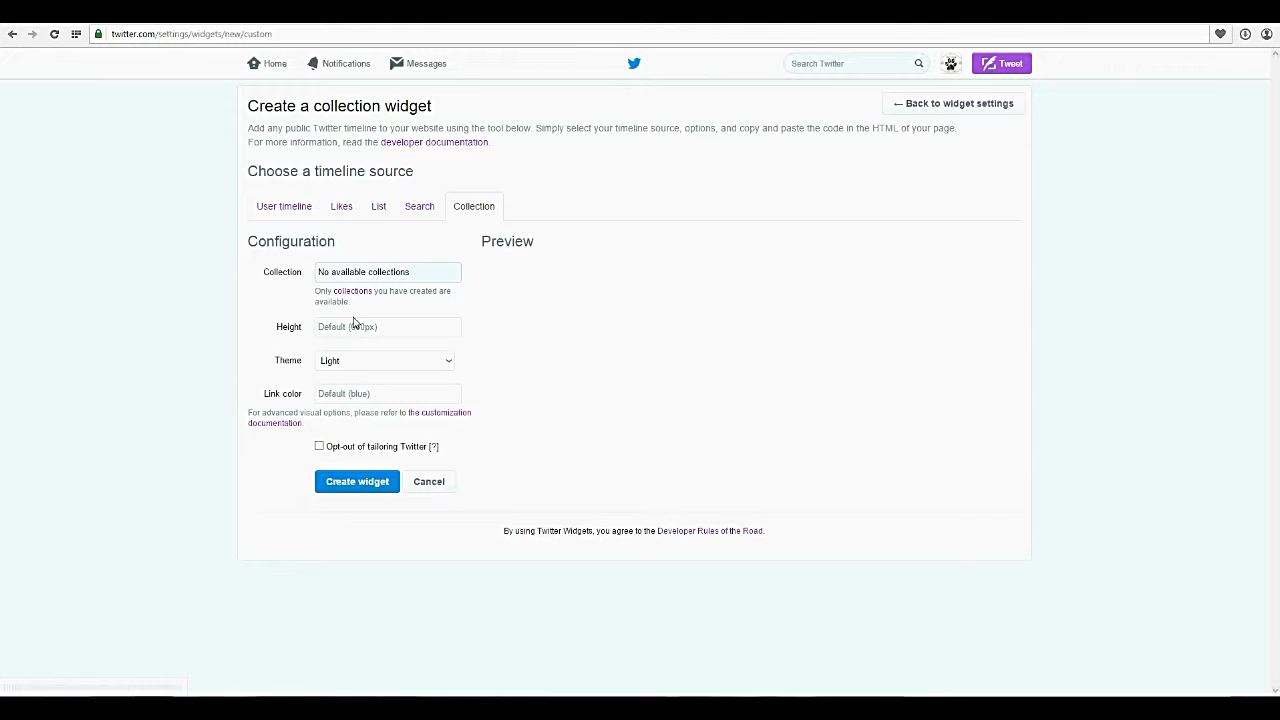 twitter.com/settings/widgets/new/custom
Home
Notifications
Messages
Search Twitter
Tweet
Create a collection widget
← Back to widget settings
Add any public Twitter timeline to your website using the tool below. Simply select your timeline source, options, and copy and paste the code in the HTML of your page.
For more information, read the developer documentation.
Choose a timeline source
User timeline
Likes
List
Search
Collection
Configuration
Preview
Collection
No available collections
Only collections you have created are
available.
Height
Default
Theme
Light
Link color
Default (blue)
For advanced visual options, please refer to the customization
documentation.
Opt-out of tailoring Twitter [?]
Create widget
Cancel
By using Twitter Widgets, you agree to the Developer Rules of the Road.